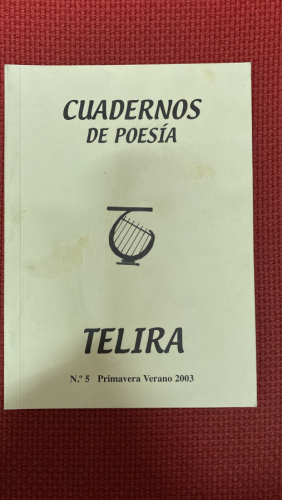 CUADERNOS
DE POESÍA
TELIRA
N.º 5 Primavera Verano 2003